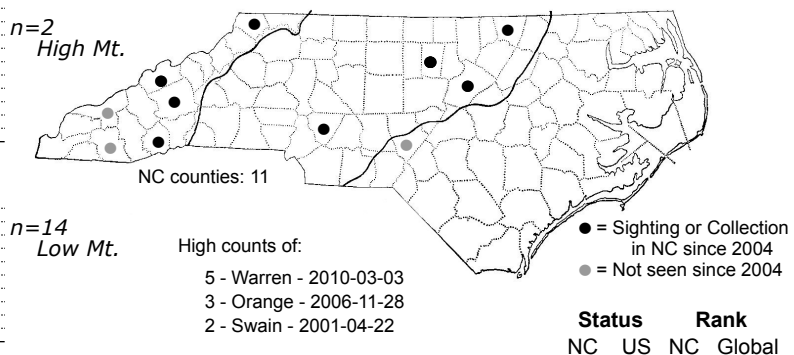 n=2
High Mt.
NC counties: 11
n=14
Low Mt.
High counts of:
5 - Warren - 2010-03-03
3 - Orange - 2006-11-28
2 - Swain - 2001-04-22
= Sighting or Collection
in NC since 2004
= Not seen since 2004
Status Rank
NC US NC Global